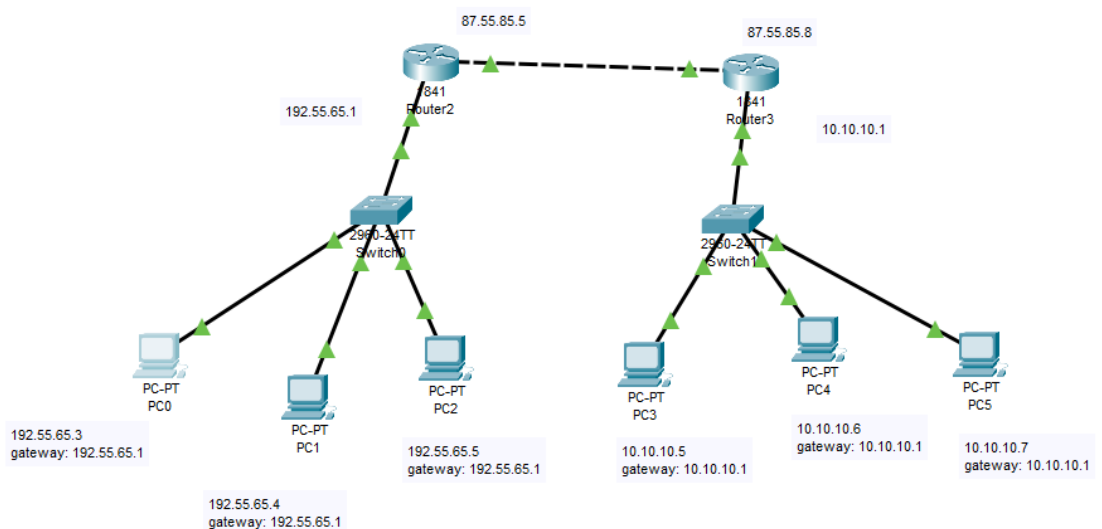 87.55.85.5
87.55.85.8
1841
Router2
1841
Router3
192.55.65.1
10.10.10.1
2960-24TT
Switch0
2960-24TT
Switch1
PC-PT
PC0
PC-PT
PC1
PC-PT
PC2
PC-PT
PC3
PC-PT
PC4
PC-PT
PC5
192.55.65.3
gateway: 192.55.65.1
192.55.65.4
gateway: 192.55.65.1
192.55.65.5
gateway: 192.55.65.1
10.10.10.5
gateway: 10.10.10.1
10.10.10.6
gateway: 10.10.10.1
10.10.10.7
gateway: 10.10.10.1